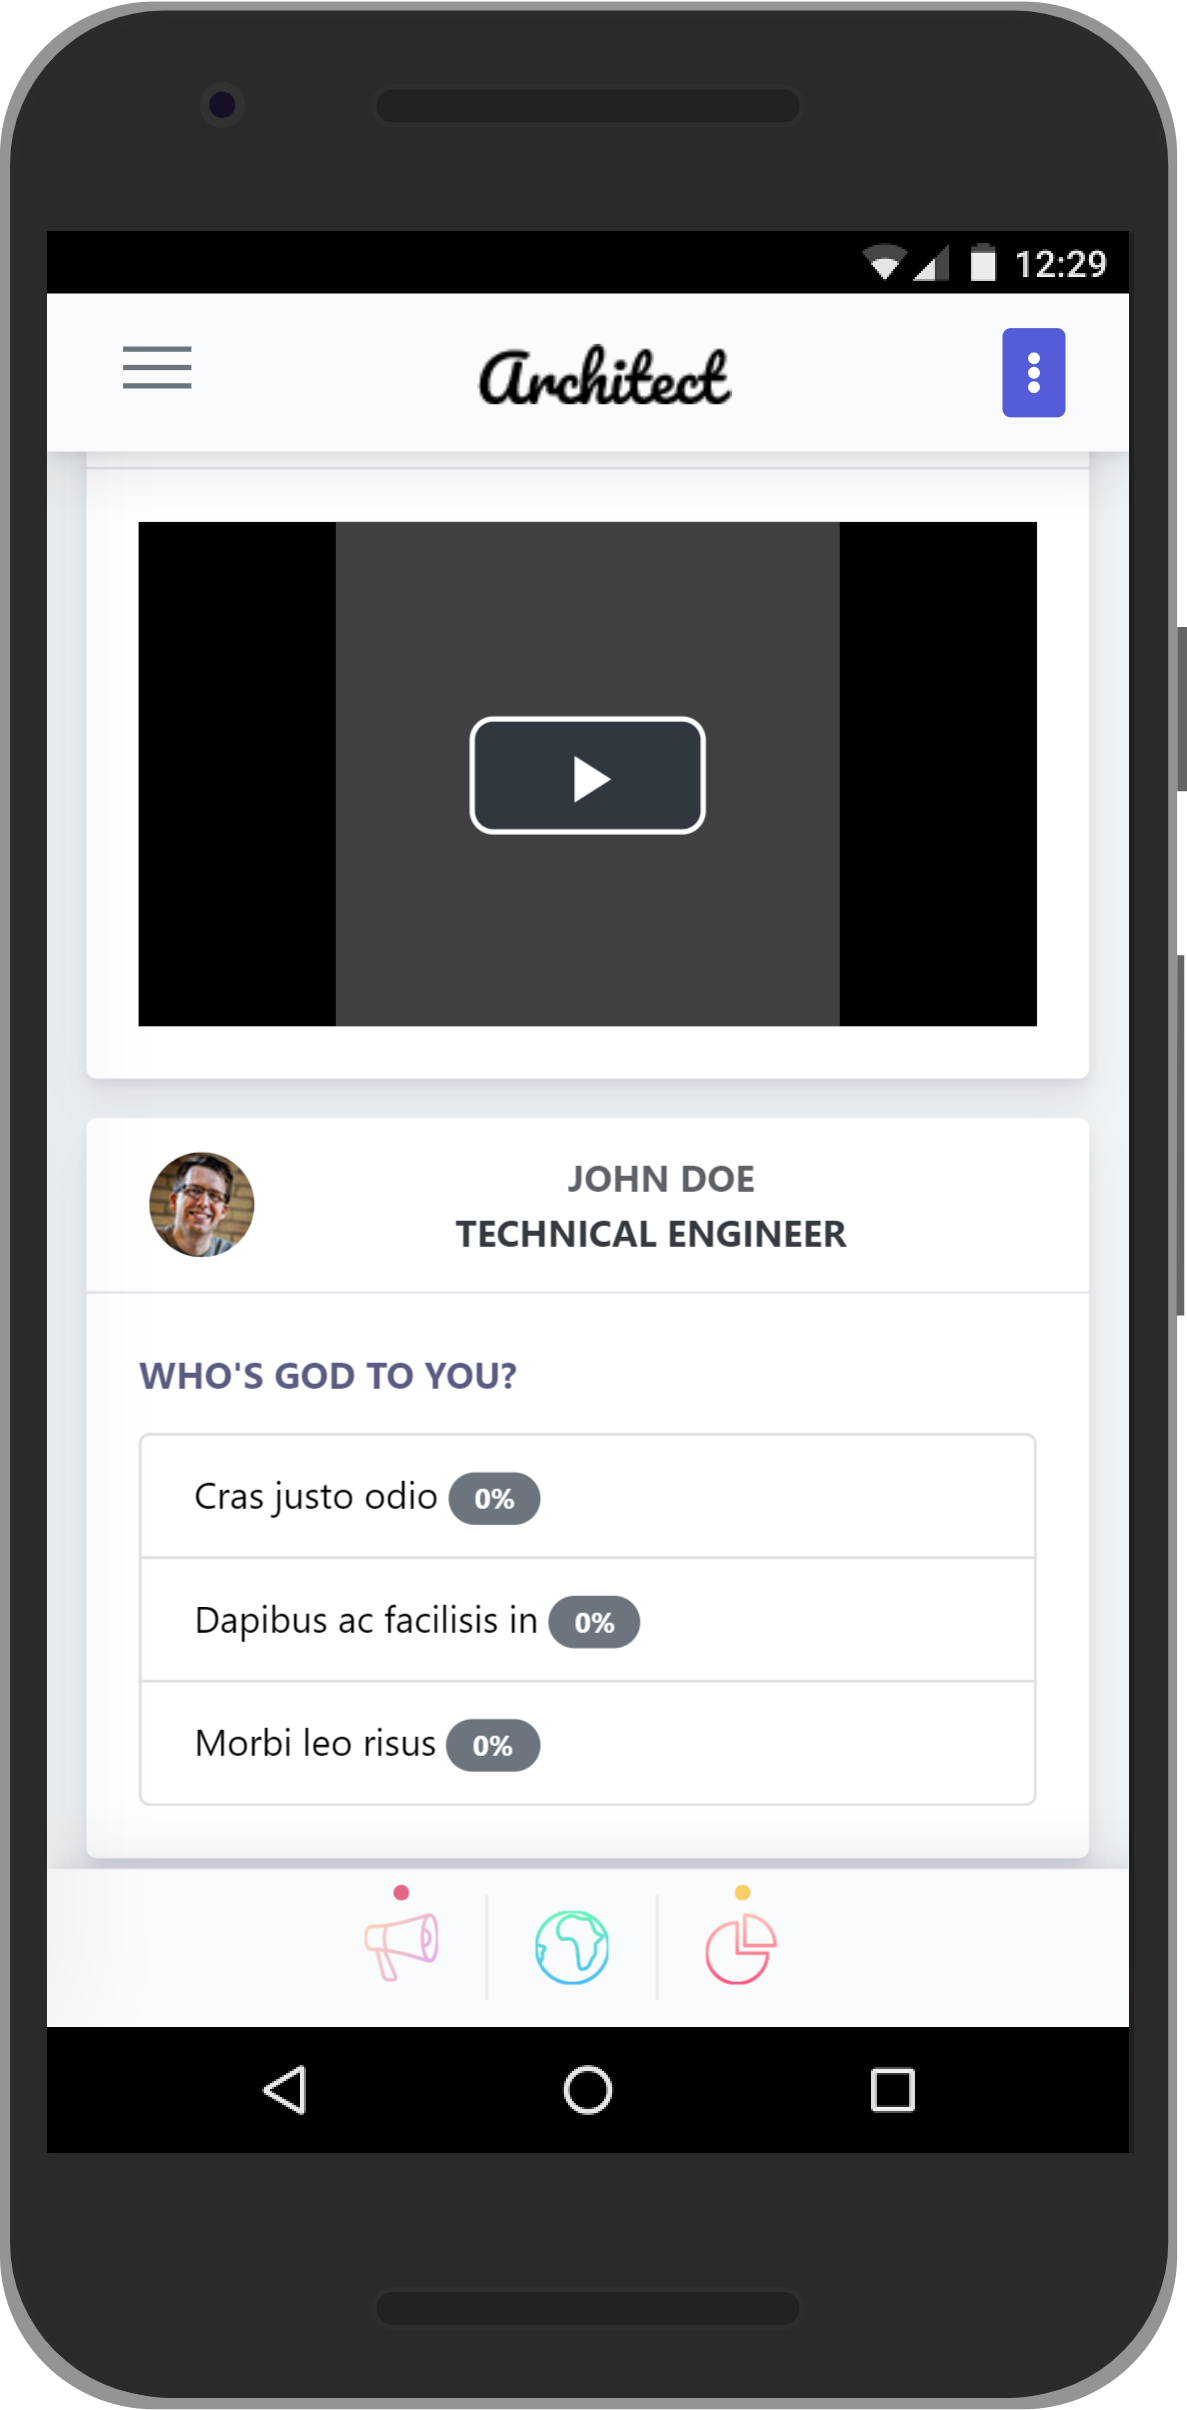 12:29
Architect
JOHN DOE
TECHNICAL ENGINEER
WHO'S GOD TO YOU?
Cras justo odio 0%
Dapibus ac facilisis in 0%
Morbi leo risus 0%